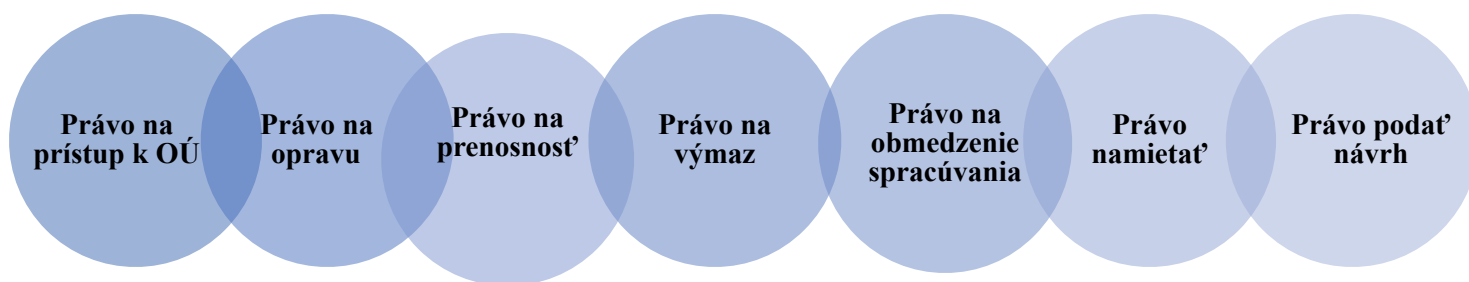 Právo na
prístup k OÚ
Právo na
opravu
Právo na
prenosnosť
Právo na
výmaz
Právo na
obmedzenie
spracúvania
Právo
namietať
Právo podať
návrh